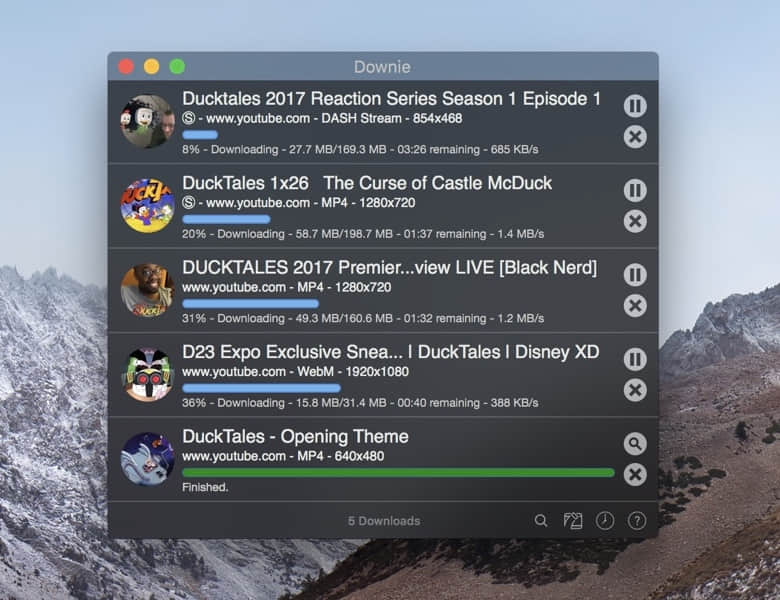 Downie
Ducktales 2017 Reaction Series Season 1 Episode 1
Ⓢ - www.youtube.com - DASH Stream - 854x468
8% - Downloading - 27.7 MB/169.3 MB - 03:26 remaining - 685 KB/s
DuckTales 1x26   The Curse of Castle McDuck
Ⓢ - www.youtube.com - MP4 - 1280x720
20% - Downloading - 58.7 MB/198.7 MB - 01:37 remaining - 1.4 MB/s
DUCKTALES 2017 Premier...view LIVE [Black Nerd]
www.youtube.com - MP4 - 1280x720
31% - Downloading - 49.3 MB/160.6 MB - 01:32 remaining - 1.2 MB/s
D23 Expo Exclusive Snea... | DuckTales | Disney XD
www.youtube.com - WebM - 1920x1080
36% - Downloading - 15.8 MB/31.4 MB - 00:40 remaining - 388 KB/s
DuckTales - Opening Theme
www.youtube.com - MP4 - 640x480
Finished.
5 Downloads
?